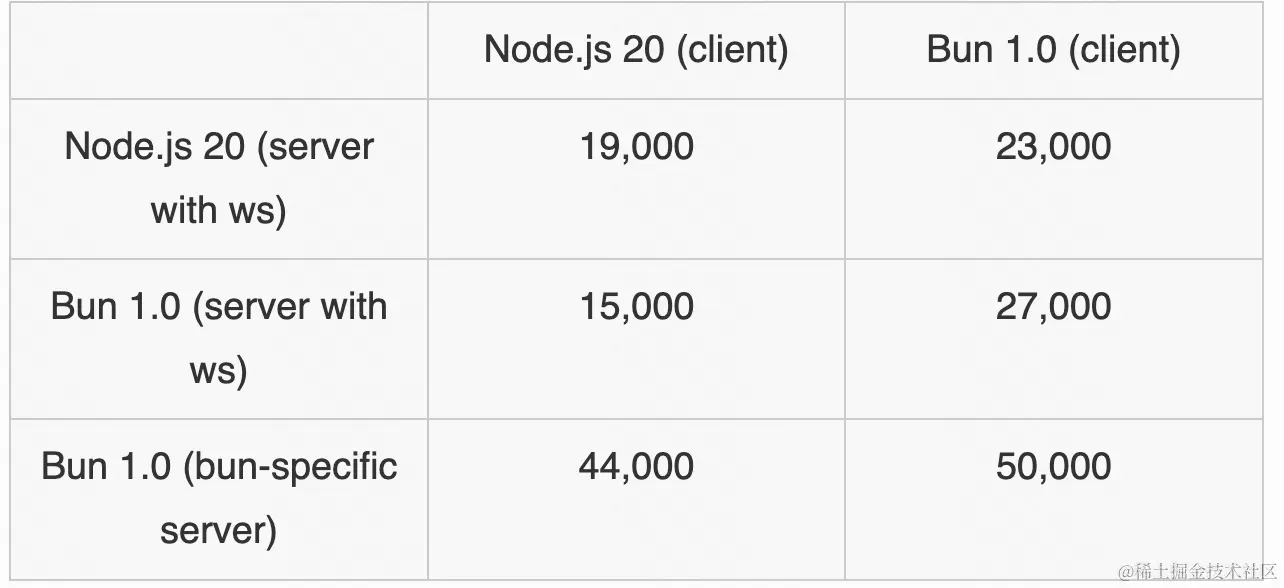 Node.js 20 (client) Bun 1.0 (client)
Node.js 20 (server 19,000 23,000
with ws)
Bun 1.0 (server with 15,000 27,000
ws)
Bun 1.0 (bun-specific 44,000 50,000
server)
@稀土掘金技术社区